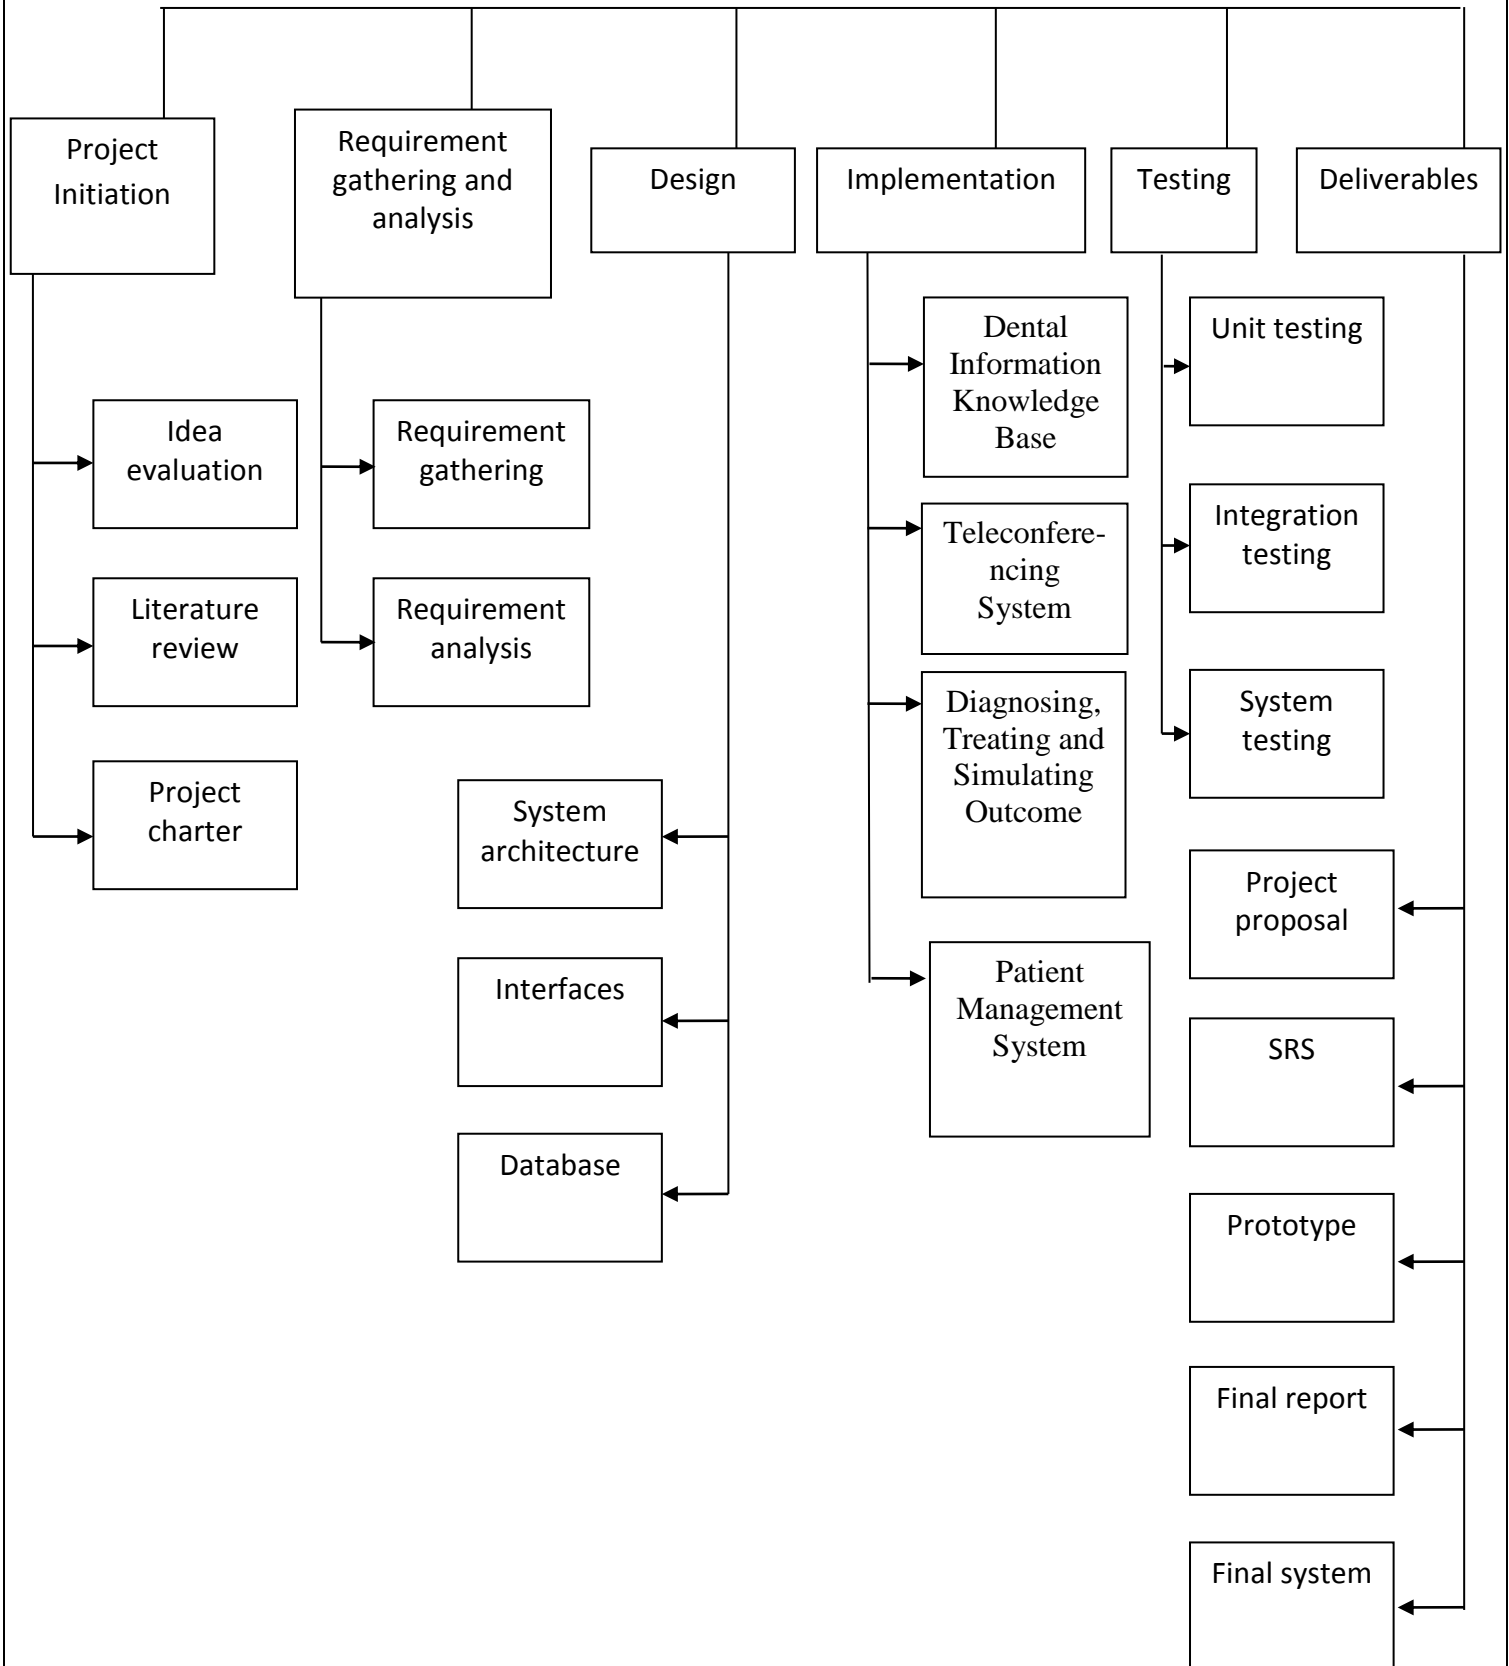 Project
Initiation
Requirement
gathering and
analysis
Design
Implementation
Testing
Deliverables
Idea
evaluation
Literature
review
Project
charter
Requirement
gathering
Requirement
analysis
System
architecture
Interfaces
Database
Dental
Information
Knowledge
Base
Teleconfere-
ncing
System
Diagnosing,
Treating and
Simulating
Outcome
Patient
Management
System
Unit testing
Integration
testing
System
testing
Project
proposal
SRS
Prototype
Final report
Final system